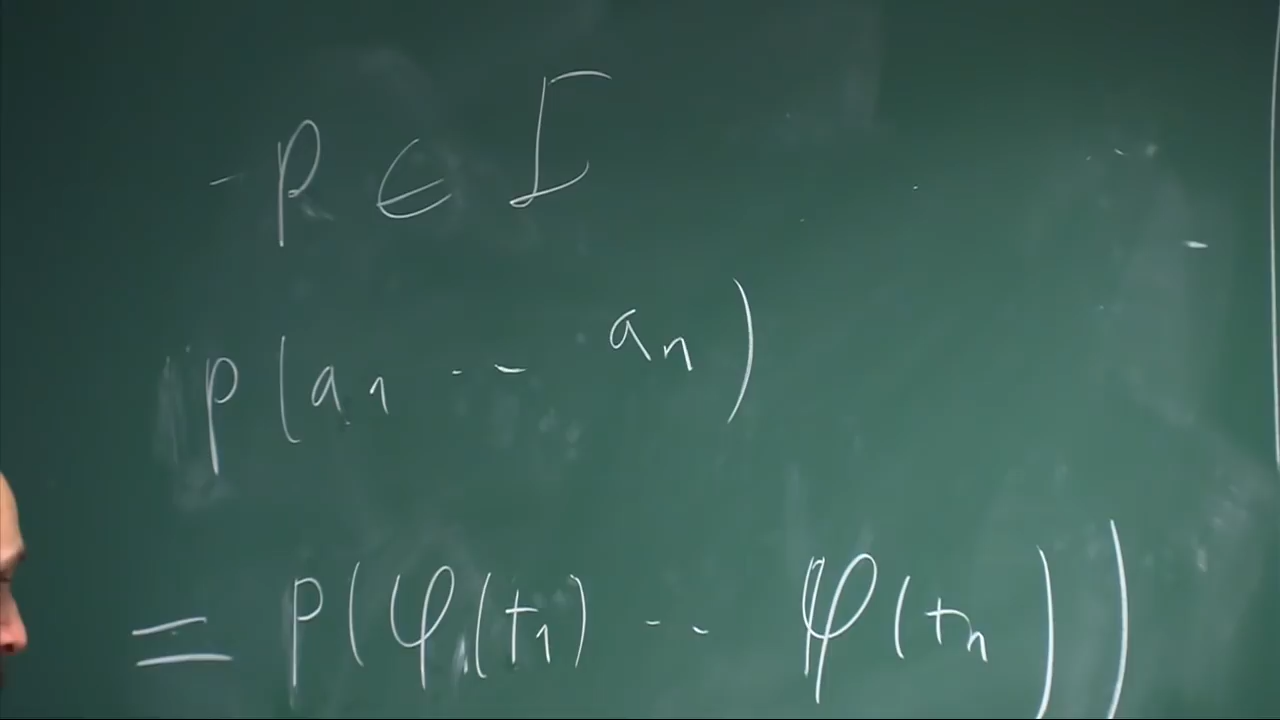 - p ∈ I
p(a₁ ... aₙ)
= p(φ(t₁) ... φ(tₙ))